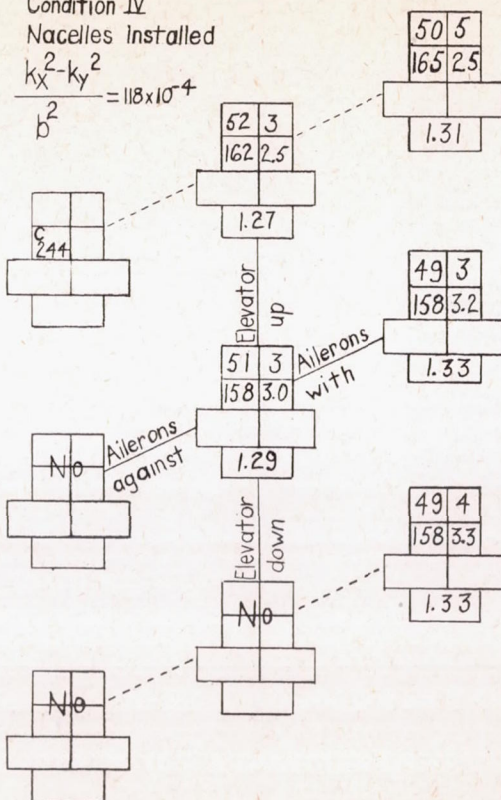 Condition IV
Nacelles installed
kx²-ky²
b²
=118x10⁻⁴
50 5
165 25
1.31
52 3
162 2.5
1.27
ç
244
Elevator
up
49 3
158 3.2
1.33
51 3
158 3.0
1.29
Ailerons
with
Ailerons
against
No
Elevator
down
49 4
158 3.3
1.33
No
No